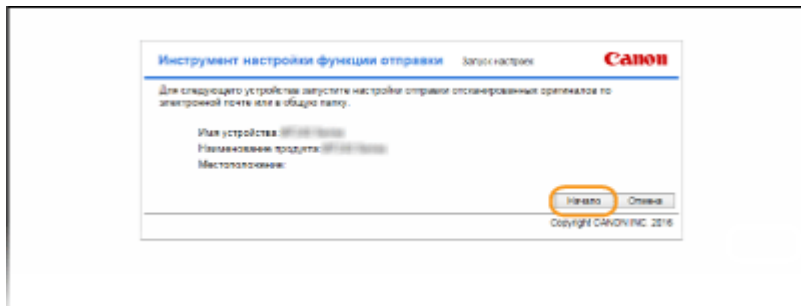 Инструмент настройки функции отправки Запуск настроек Canon
Для следующего устройства запустите настройки отправки отсканированных оригиналов по
электронной почте или в общую папку.
Имя устройства:
Наименование продукта:
Местоположение:
Начало Отмена
Copyright CANON INC. 2016